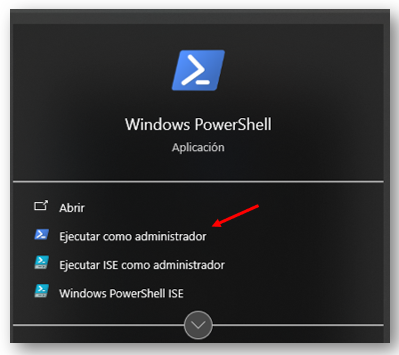 Windows PowerShell
Aplicación
Abrir
Ejecutar como administrador
Ejecutar ISE como administrador
Windows PowerShell ISE